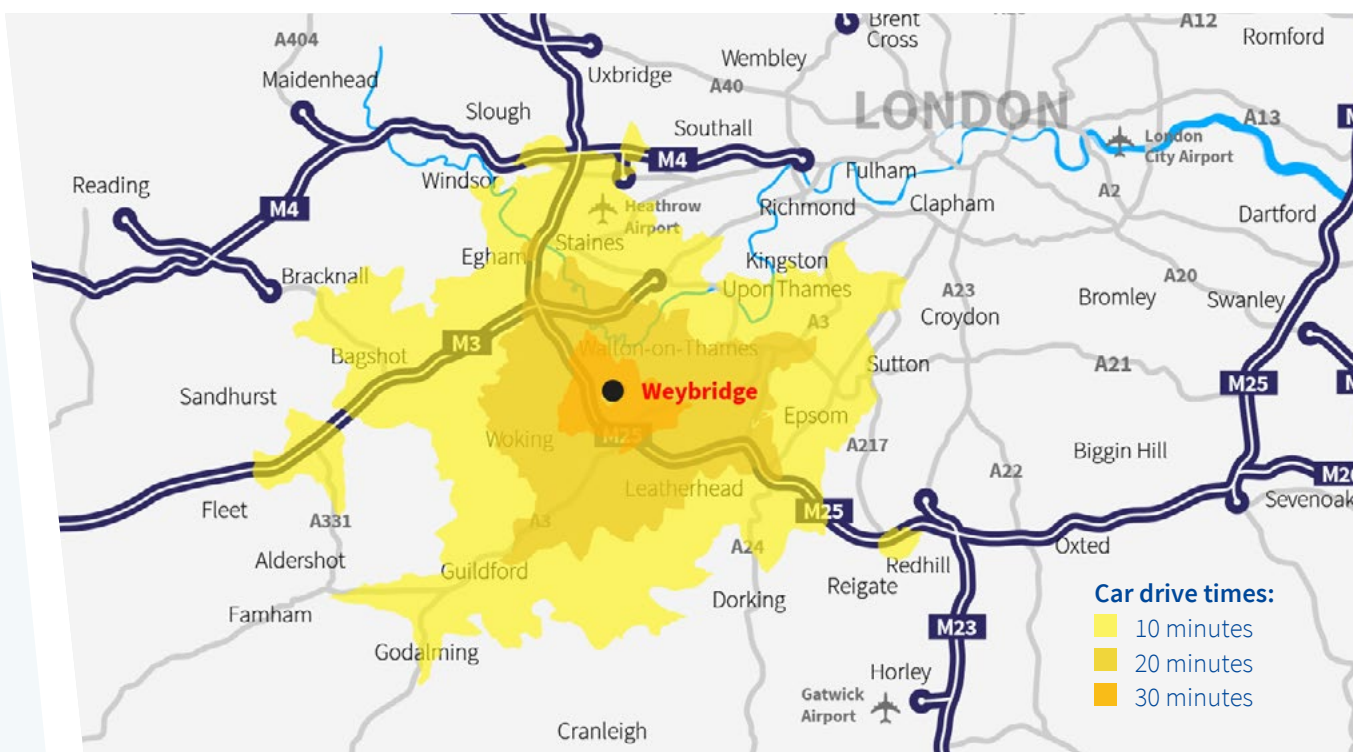 A404
Maidenhead
Slough
Uxbridge
Wembley
A40
Brent
Cross
A12
Romford
LONDON
A13
London
City Airport
Southall
M4
Fulham
Richmond
Clapham
A2
Dartford
Reading
M4
Windsor
Heathrow
Airport
Staines
Egham
Kingston
Upon Thames
Bracknell
A23
Croydon
Bromley
A20
Swanley
A3
M3
Bagshot
Walton-on-Thames
Sutton
A21
M25
Sandhurst
Weybridge
Epsom
Woking
M25
A217
Biggin Hill
A22
M26
Sevenoak
Leatherhead
M25
Fleet
A331
A3
A24
Aldershot
Guildford
Redhill
Oxted
Reigate
Dorking
Farnham
Godalming
M23
Horley
Gatwick
Airport
Cranleigh
Car drive times:
10 minutes
20 minutes
30 minutes